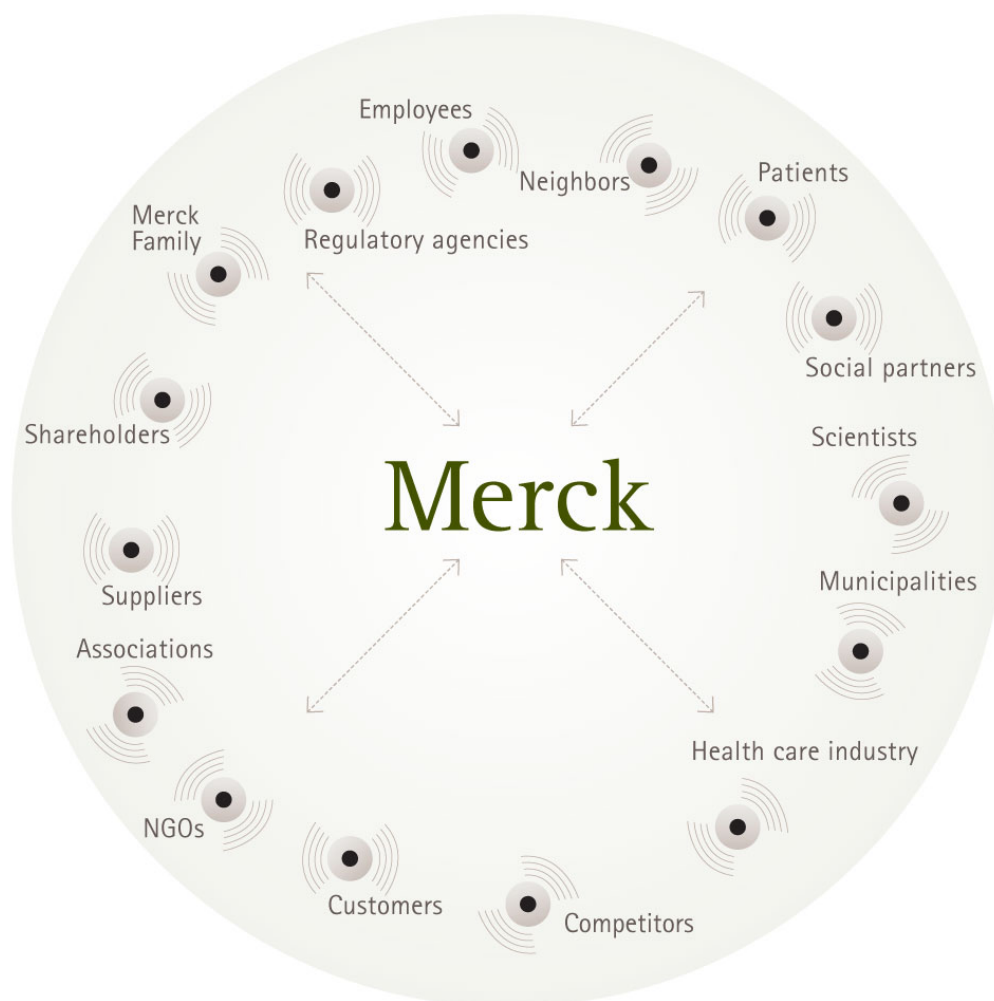 Employees
Neighbors
Patients
Merck
Family
Regulatory agencies
Social partners
Shareholders
Scientists
Merck
Suppliers
Municipalities
Associations
Health care industry
NGOs
Customers
Competitors